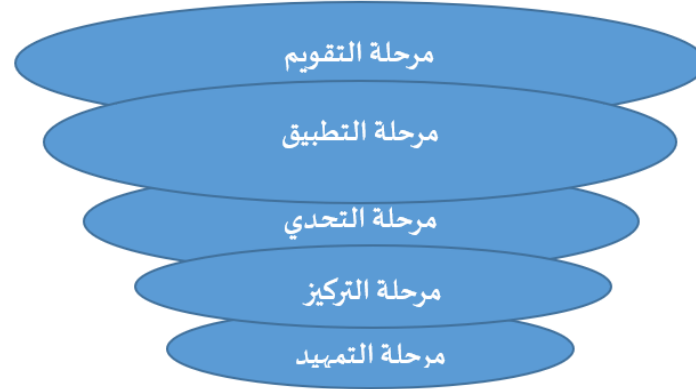 مرحلة التقويم
مرحلة التطبيق
مرحلة التحدي
مرحلة التركيز
مرحلة التمهيد